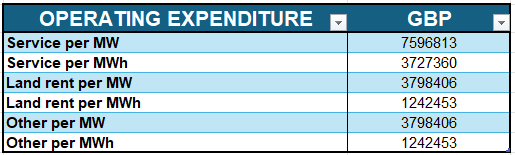 OPERATING EXPENDITURE GBP
Service per MW 7596813
Service per MWh 3727360
Land rent per MW 3798406
Land rent per MWh 1242453
Other per MW 3798406
Other per MWh 1242453